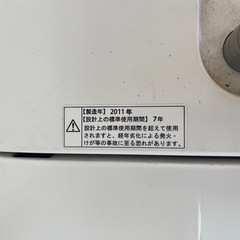 【製造年】2011年
【設計上の標準使用期間】7年
設計上の標準使用期間を超えて使用
されますと、経年劣化による発火・
けが等の事故に至る恐れがあります。